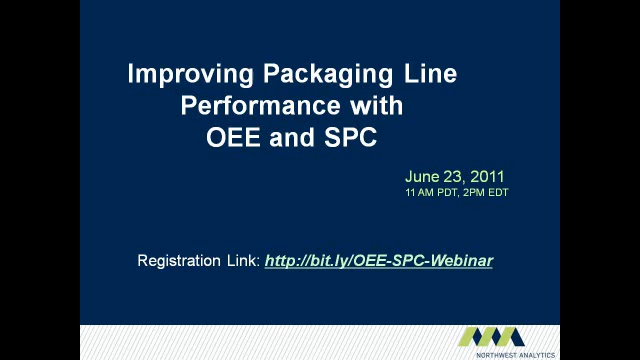 Improving Packaging Line
Performance with
OEE and SPC
June 23, 2011
11 AM PDT, 2PM EDT
Registration Link: http://bit.ly/OEE-SPC-Webinar
NORTHWEST ANALYTICS